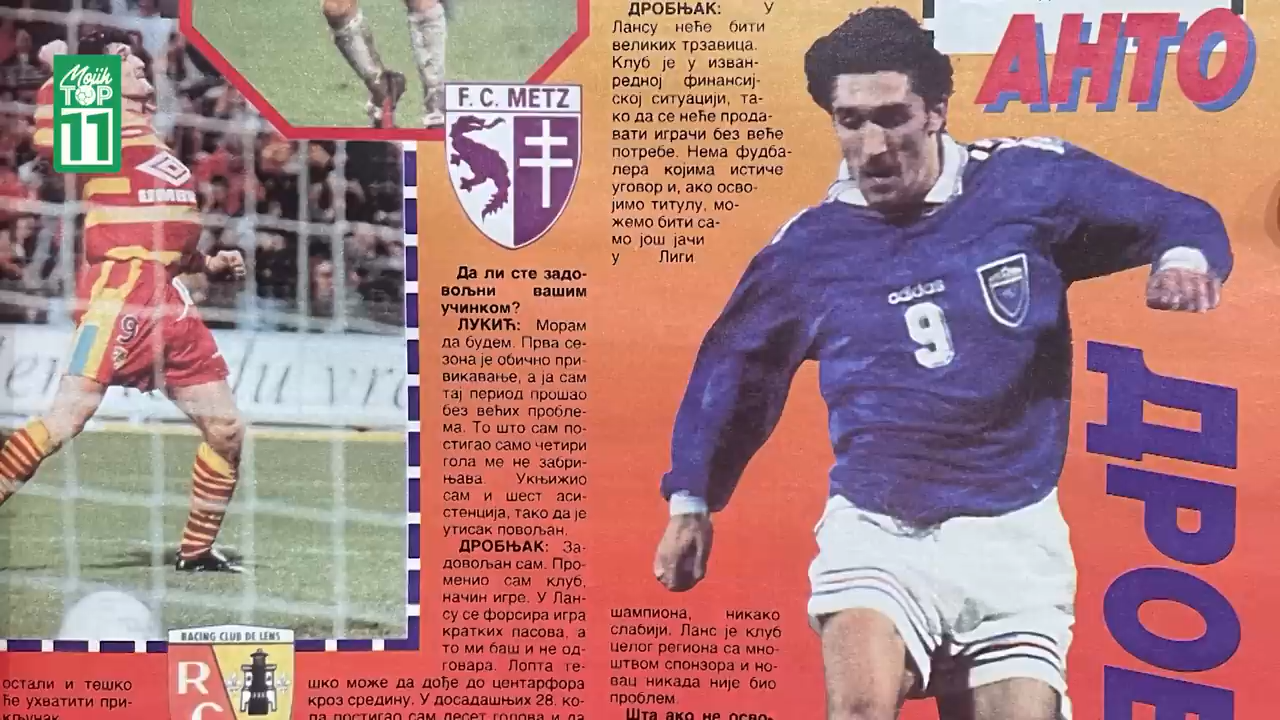 Mojih
TOP
11
UMBRO
9
F. C. METZ
Да ли сте задо-
вољни вашим
учинком?
ЛУКИЋ: Морам
да будем. Прва се-
зона је обично при-
викавање, а ја сам
тај период прошао
без већих пробле-
ма. То што сам по-
стигао само четири
гола ме не забри-
њава. Укњижио
сам и шест аси-
стенција, тако да је
утисак повољан.
ДРОБЊАК: За-
довољан сам. Про-
менио сам клуб,
начин игре. У Лан-
су се форсира игра
кратких пасова, а
то ми баш и не од-
говара. Лопта те-
шко може да дође до центарфора
кроз средину. У досадашњих 28. ко-
ла постигао сам десет голова и да
RACING CLUB DE LENS
R
C
остали и тешко
ће ухватити при-
кључак.
ДРОБЊАК: У
Лансу неће бити
великих трзавица.
Клуб је у изван-
редној финансиј-
ској ситуацији, та-
ко да се неће прода-
вати играчи без веће
потребе. Нема фудба-
лера којима истиче
уговор и, ако осво-
јимо титулу, мо-
жемо бити са-
мо још јачи
у Лиги
шампиона, никако
слабији. Ланс је клуб
целог региона са мно-
штвом спонзора и но-
вац никада није био
проблем.
Шта ако не осво-
adidas
9
АНТО
ДРОБ